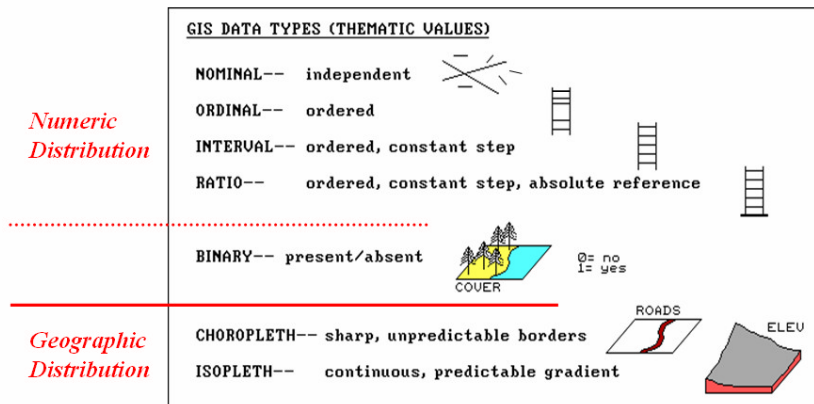 GIS DATA TYPES (THEMATIC VALUES)
Numeric
Distribution
NOMINAL-- independent
ORDINAL-- ordered
INTERVAL-- ordered, constant step
RATIO-- ordered, constant step, absolute reference
BINARY-- present/absent
0= no
1= yes
COVER
Geographic
Distribution
CHOROPLETH-- sharp, unpredictable borders
ROADS
ELEV
ISOPLETH-- continuous, predictable gradient